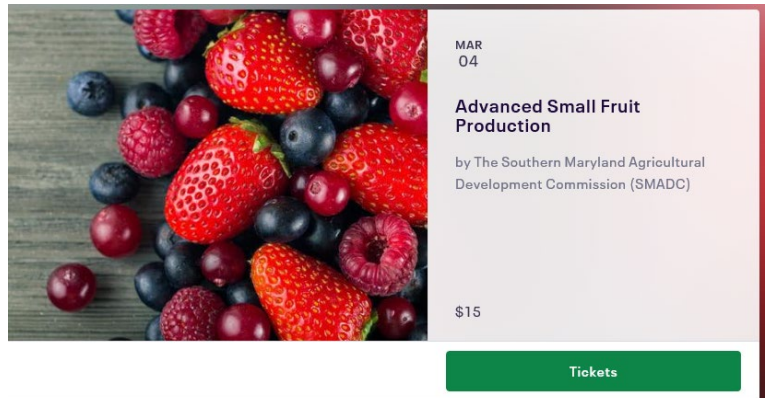 MAR
04
Advanced Small Fruit
Production
by The Southern Maryland Agricultural
Development Commission (SMADC)
$15
Tickets